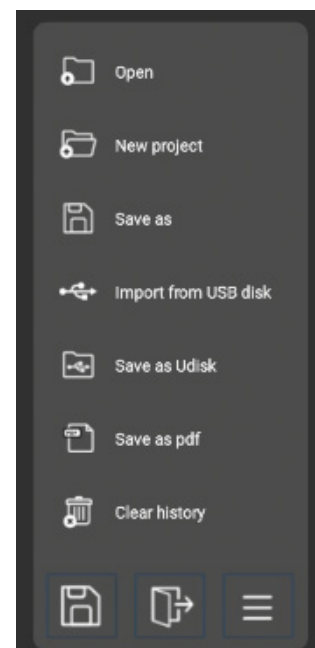 Open
New project
Save as
Import from USB disk
Save as Udisk
Save as pdf
Clear history